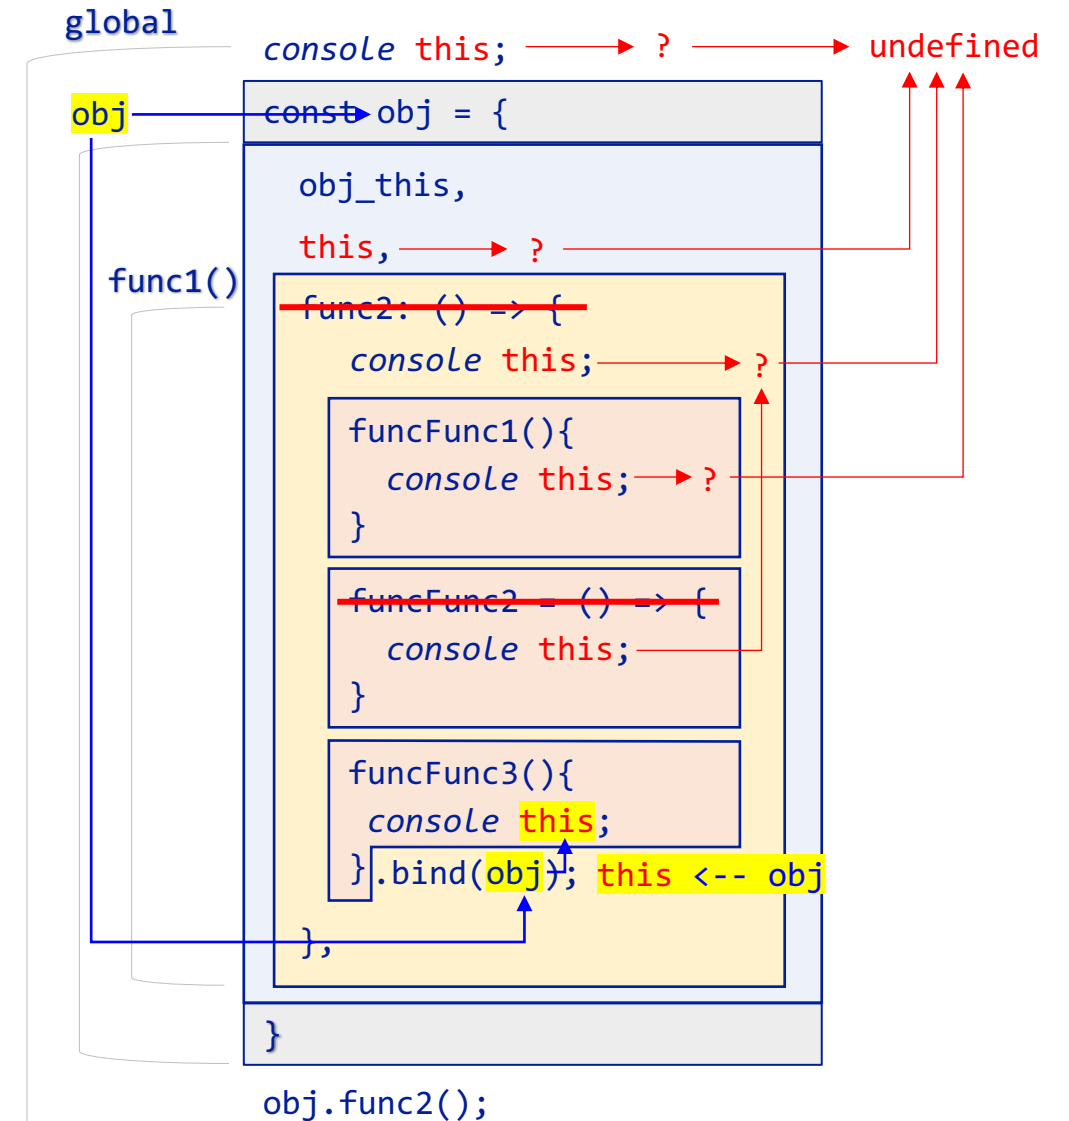 global
console this; ? undefined
obj const obj = {
obj_this,
this, ?
func1()
func2: () => {
console this; ?
funcFunc1(){
console this; ?
}
funcFunc2 = () => {
console this;
}
funcFunc3(){
console this;
}.bind(obj); this <-- obj
},
}
obj.func2();